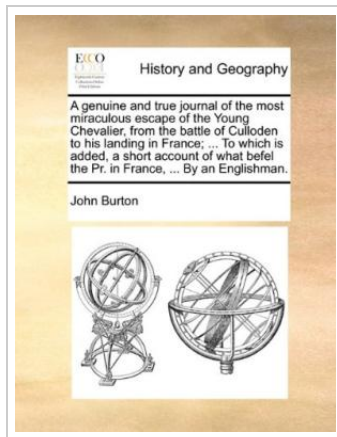 ECCO
History and Geography
A genuine and true journal of the most
miraculous escape of the Young
Chevalier, from the battle of Culloden
to his landing in France; ... To which is
added, a short account of what befel
the Pr. in France, ... By an Englishman.
John Burton